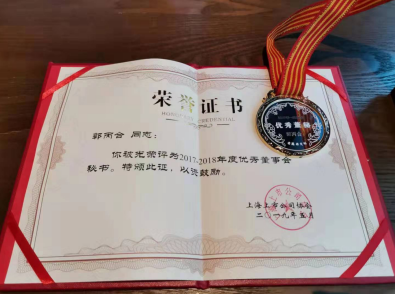 荣誉证书
郭闵会 同志：
你被光荣评为2017-2018年度优秀董事会
秘书。特颁此证，以资鼓励。
上海上市公司协会
二〇一九年五月
优秀董秘